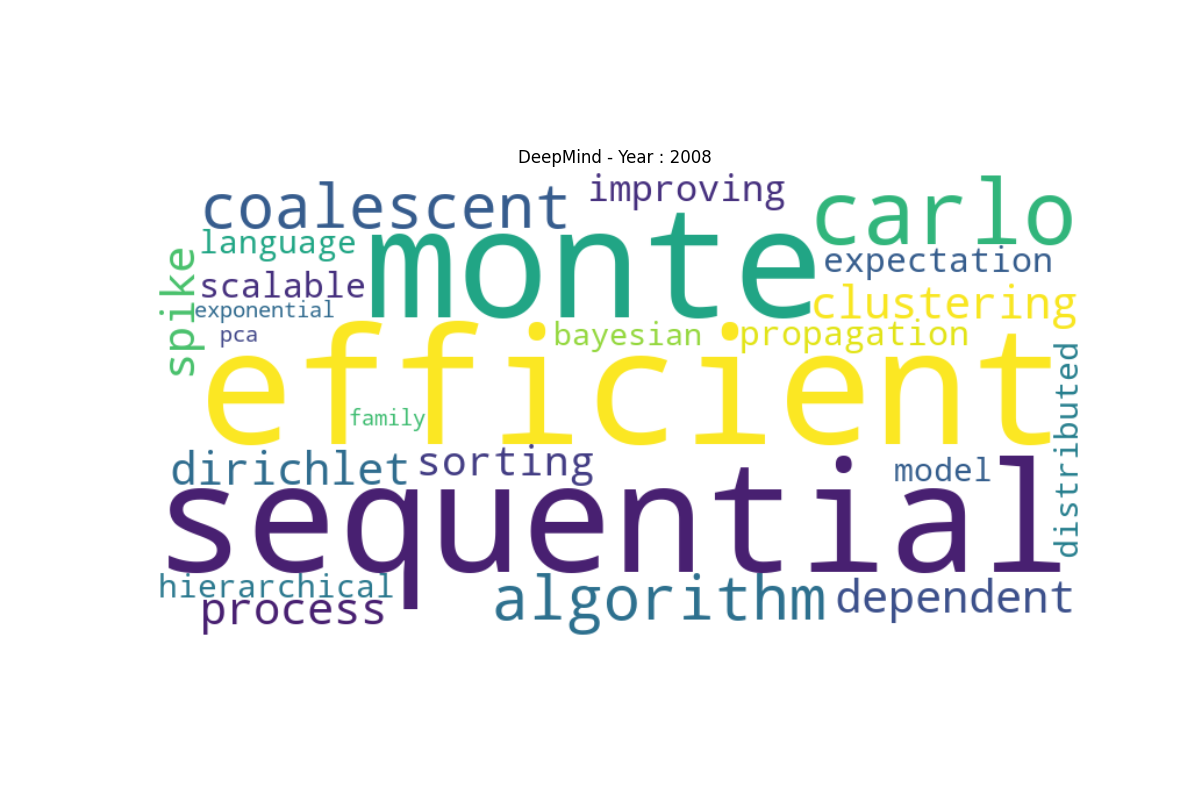 DeepMind - Year : 2008
improving
coalescent
carlo
monte
language
expectation
spike
scalable
clustering
exponential
pca
bayesian
propagation
efficient
family
distributed
sorting
dirichlet
model
sequential
hierarchical
process
algorithm
dependent